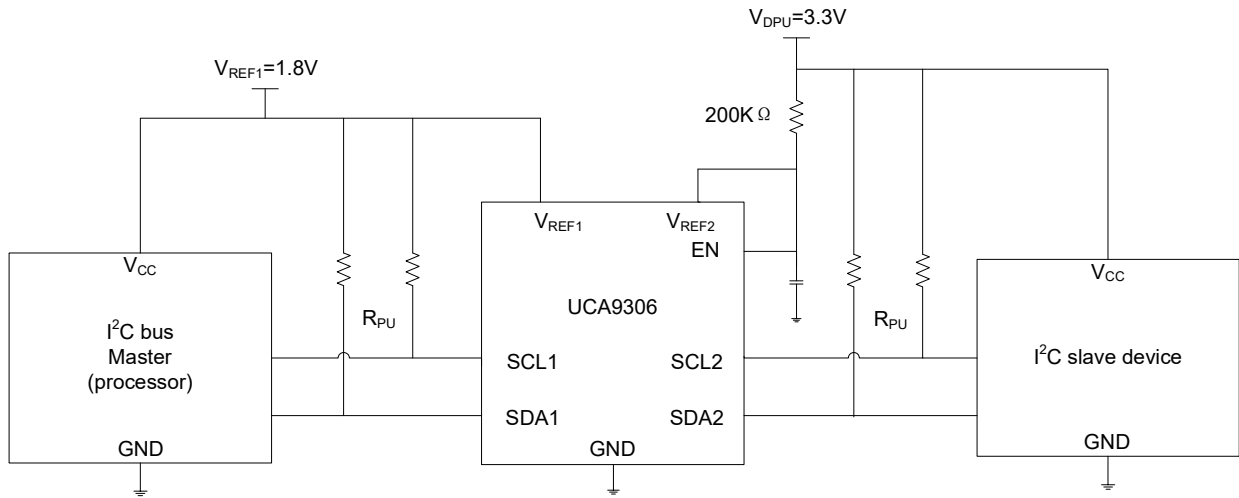 V_DPU=3.3V
V_REF1=1.8V
200KΩ
V_REF1
V_REF2
EN
V_CC
V_CC
UCA9306
R_PU
R_PU
I²C bus
Master
(processor)
SCL1
SCL2
I²C slave device
SDA1
SDA2
GND
GND
GND